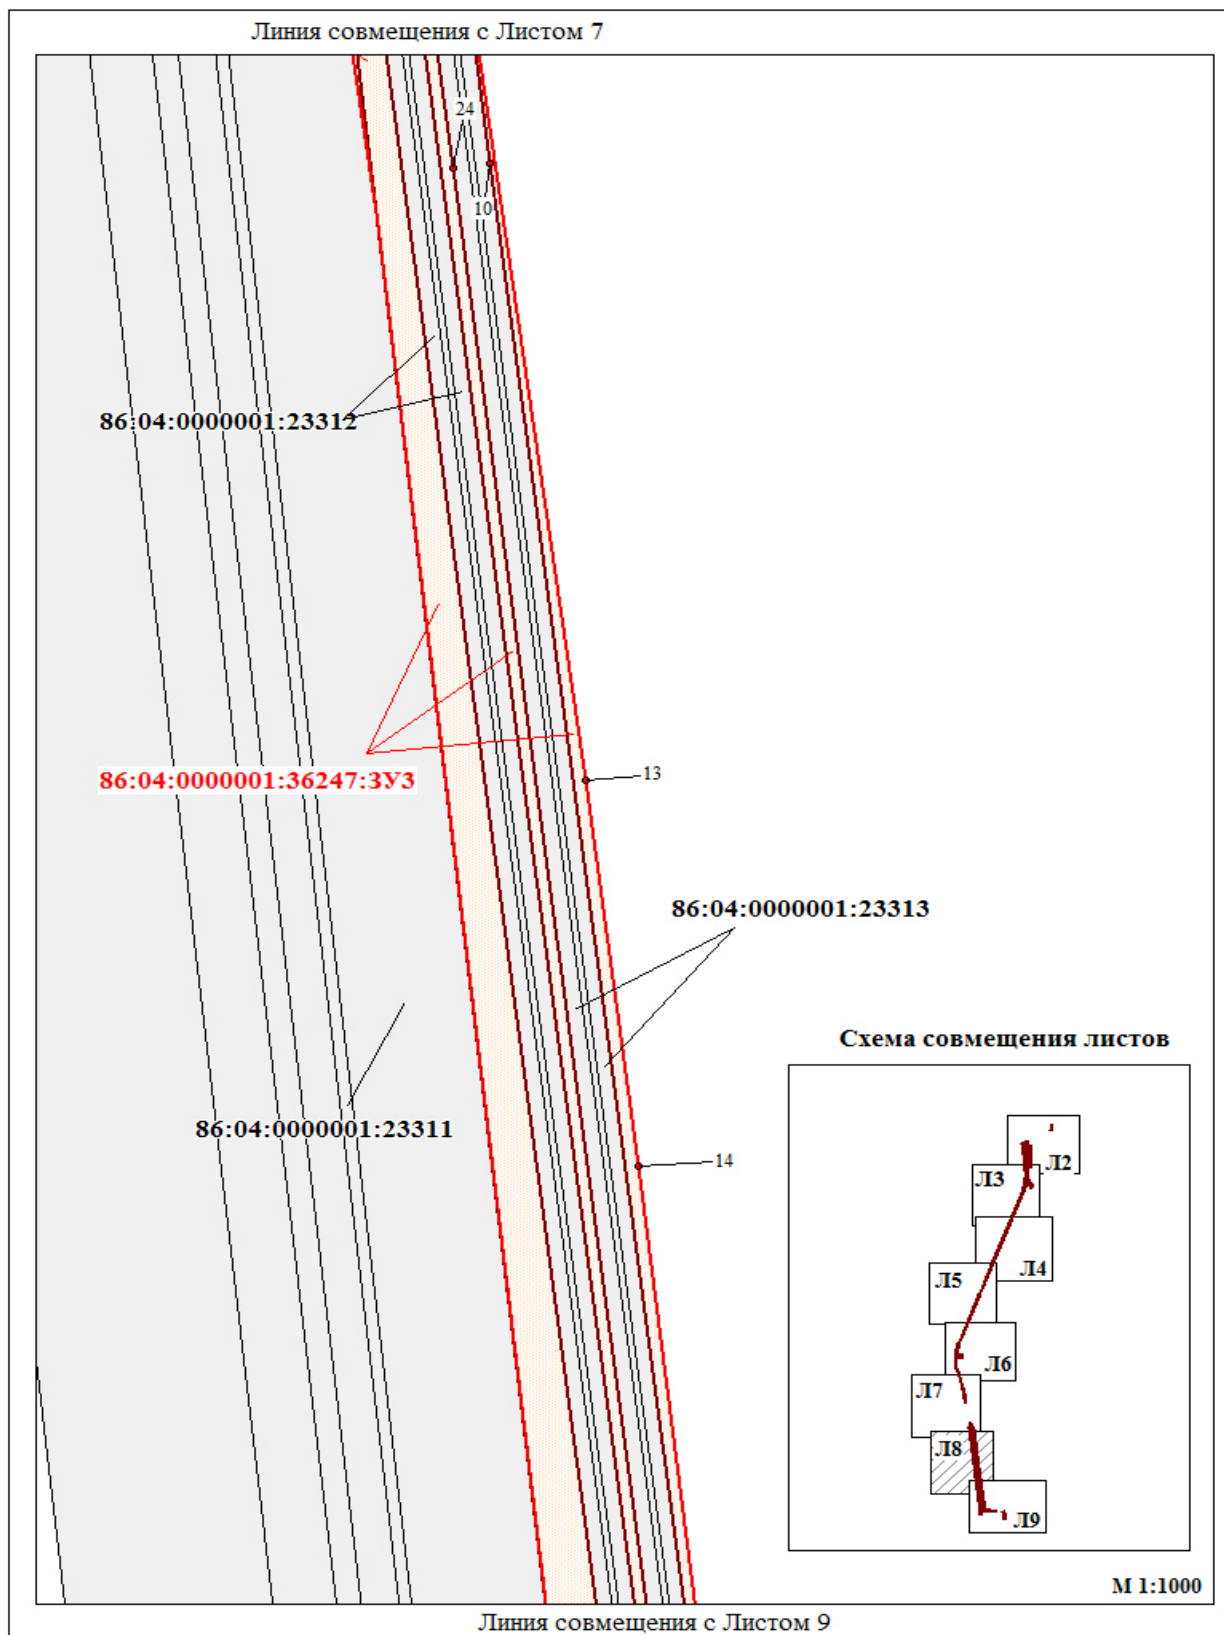 Линия совмещения с Листом 7
24
10
86:04:0000001:23312
86:04:0000001:36247:ЗУ3
13
86:04:0000001:23313
Схема совмещения листов
86:04:0000001:23311
14
Л2
Л3
Л4
Л5
Л6
Л7
Л8
Л9
М 1:1000
Линия совмещения с Листом 9